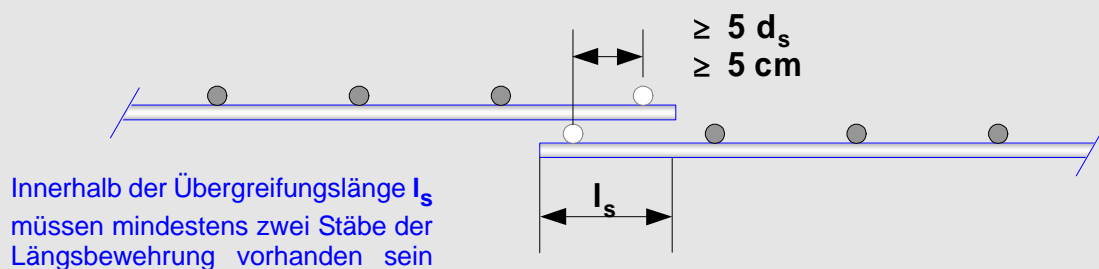 ≥ 5 dₛ
≥ 5 cm
lₛ
Innerhalb der Übergreifungslänge lₛ
müssen mindestens zwei Stäbe der
Längsbewehrung vorhanden sein